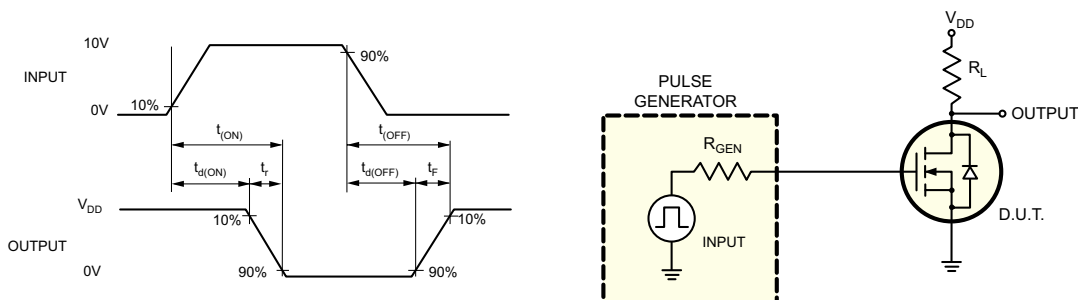 10V
90%
INPUT
10%
0V
t(ON)
t(OFF)
td(ON)
tr
td(OFF)
tF
VDD
10%
10%
OUTPUT
0V
90%
90%
VDD
RL
PULSE
GENERATOR
OUTPUT
RGEN
D.U.T.
INPUT